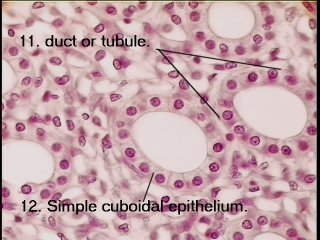 11. duct or tubule.
12. Simple cuboidal epithelium.